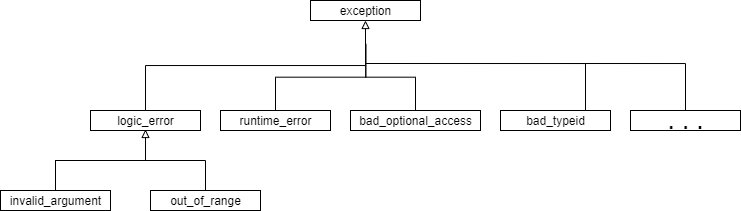 exception
logic_error
runtime_error
bad_optional_access
bad_typeid
. . .
invalid_argument
out_of_range